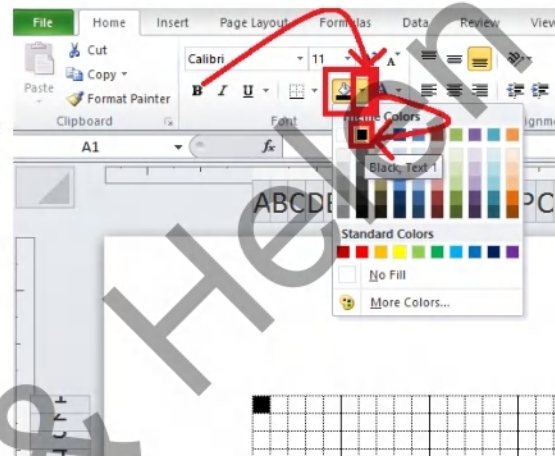 File Home Insert Page Layout Formulas Data Review View
Cut
Calibri 11
Copy
Paste
B I U
Format Painter
Clipboard Font
A1 fx
Theme Colors
Black, Text 1
ABCDE
PC
Standard Colors
No Fill
More Colors...
& Helen